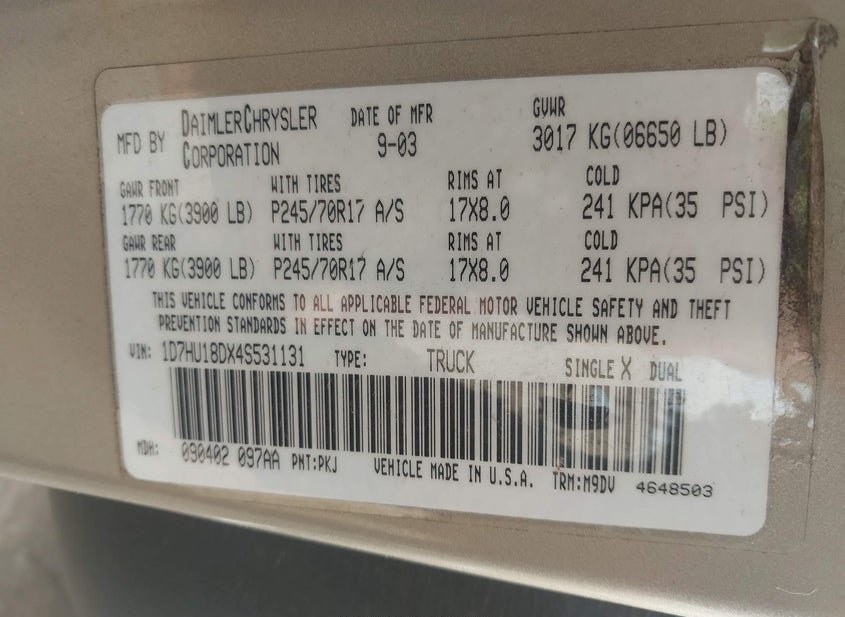 MFD BY DAIMLERCHRYSLER CORPORATION DATE OF MFR 9-03 GVWR 3017 KG(06650 LB)
GAWR FRONT WITH TIRES RIMS AT COLD
1770 KG(3900 LB) P245/70R17 A/S 17X8.0 241 KPA(35 PSI)
GAWR REAR WITH TIRES RIMS AT COLD
1770 KG(3900 LB) P245/70R17 A/S 17X8.0 241 KPA(35 PSI)
THIS VEHICLE CONFORMS TO ALL APPLICABLE FEDERAL MOTOR VEHICLE SAFETY AND THEFT
PREVENTION STANDARDS IN EFFECT ON THE DATE OF MANUFACTURE SHOWN ABOVE.
VIN: 1D7HU18DX4S531131 TYPE: TRUCK SINGLE X DUAL
MDH: 090402 097AA PNT:PKJ VEHICLE MADE IN U.S.A. TRM:M9DV 4648503